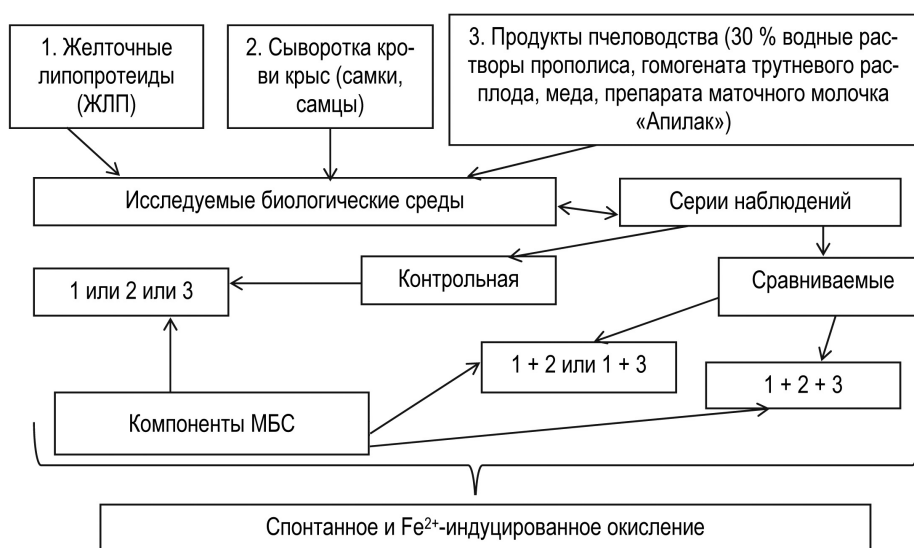 1. Желточные
липопротеиды
(ЖЛП)
2. Сыворотка кро-
ви крыс (самки,
самцы)
3. Продукты пчеловодства (30 % водные рас-
творы прополиса, гомогената трутневого рас-
плода, меда, препарата маточного молочка
«Апилак»)
Исследуемые биологические среды
Серии наблюдений
Контрольная
1 или 2 или 3
Сравниваемые
1 + 2 или 1 + 3
1 + 2 + 3
Компоненты МБС
Спонтанное и Fe²⁺-индуцированное окисление